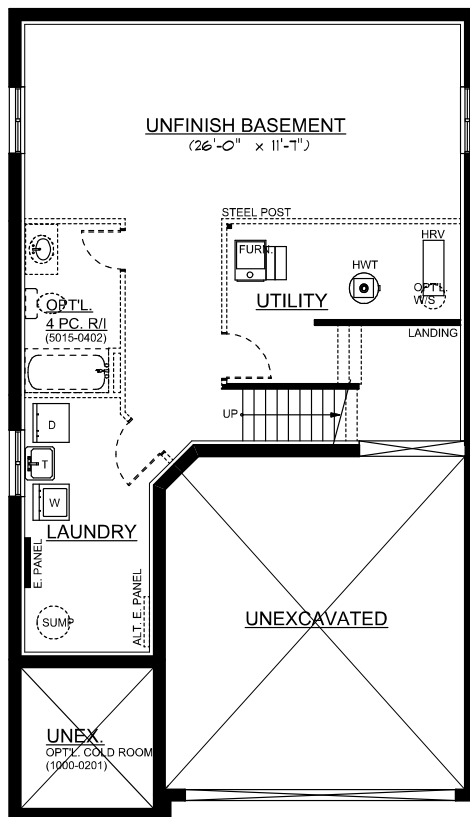 UNFINISH BASEMENT
(26'-0" x 11'-7")
STEEL POST
HRV
FURN.
HWT
OPT'L.
W/S
UTILITY
OPT'L.
4 PC. R/I
(5015-0402)
LANDING
UP
D
T
W
LAUNDRY
E. PANEL
ALT. E. PANEL
SUMP
UNEXCAVATED
UNEX.
OPT'L. COLD ROOM
(1000-0201)